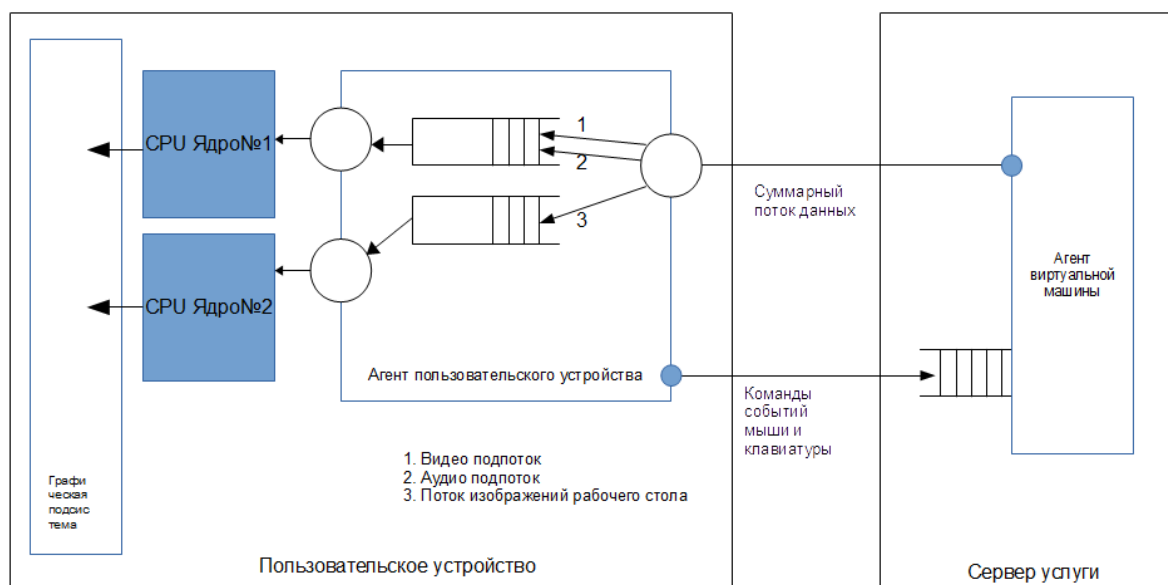 CPU Ядро№1
CPU Ядро№2
1
2
3
Суммарный
поток данных
Агент
виртуальной
машины
Агент пользовательского устройства
Команды
событий
мыши и
клавиатуры
1. Видео подпоток
2. Аудио подпоток
3. Поток изображений рабочего стола
Графи
ческая
подсис
тема
Пользовательское устройство
Сервер услуги